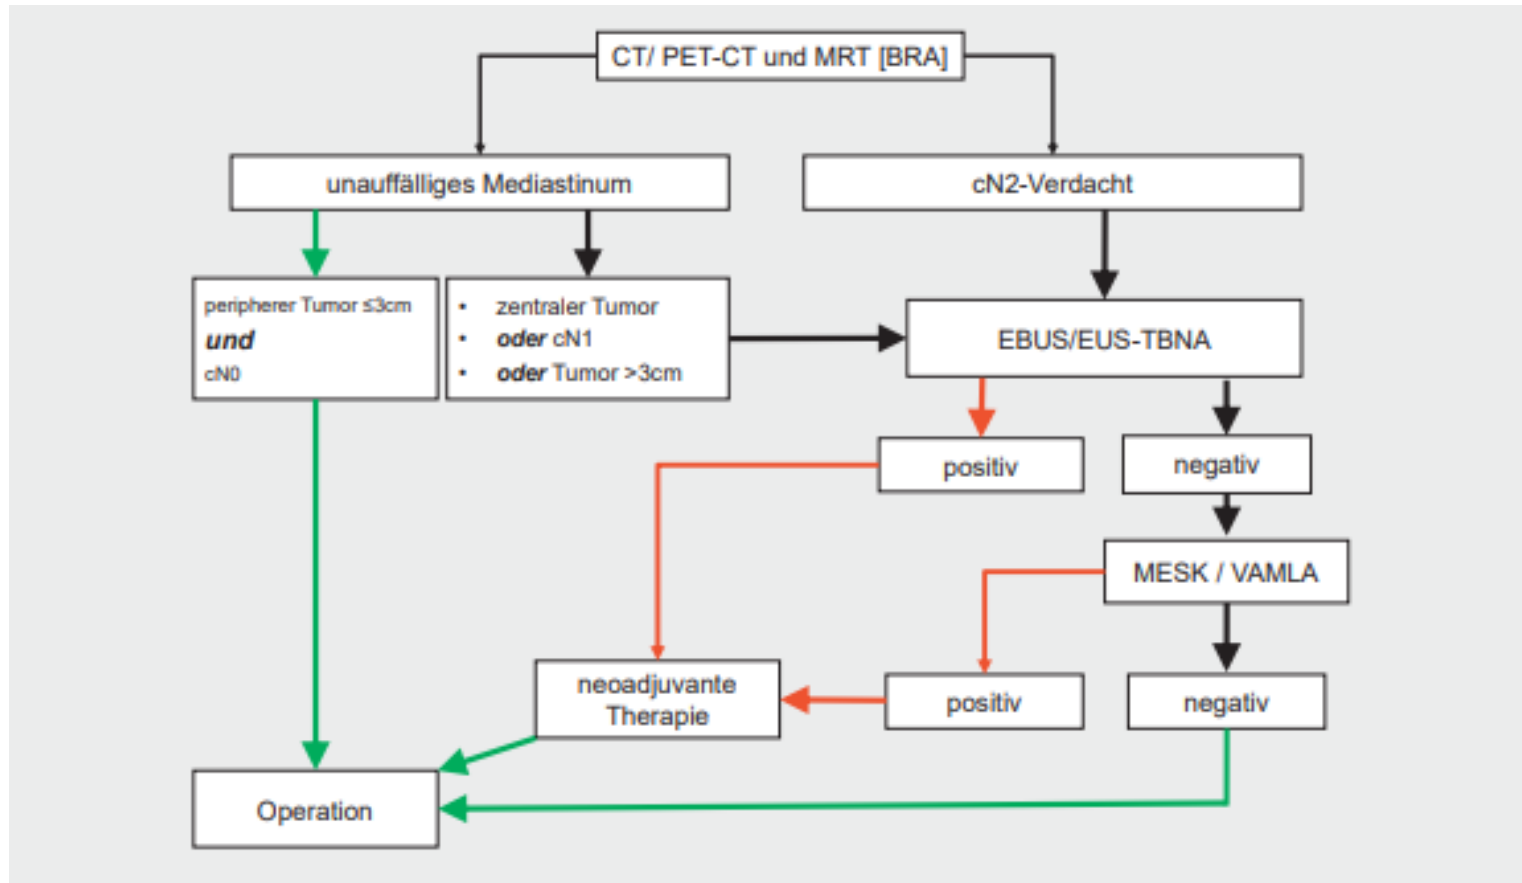 CT/ PET-CT und MRT [BRA]
unauffälliges Mediastinum
cN2-Verdacht
peripherer Tumor ≤3cm
und
cN0
• zentraler Tumor
• oder cN1
• oder Tumor >3cm
EBUS/EUS-TBNA
positiv
negativ
MESK / VAMLA
neoadjuvante
Therapie
positiv
negativ
Operation